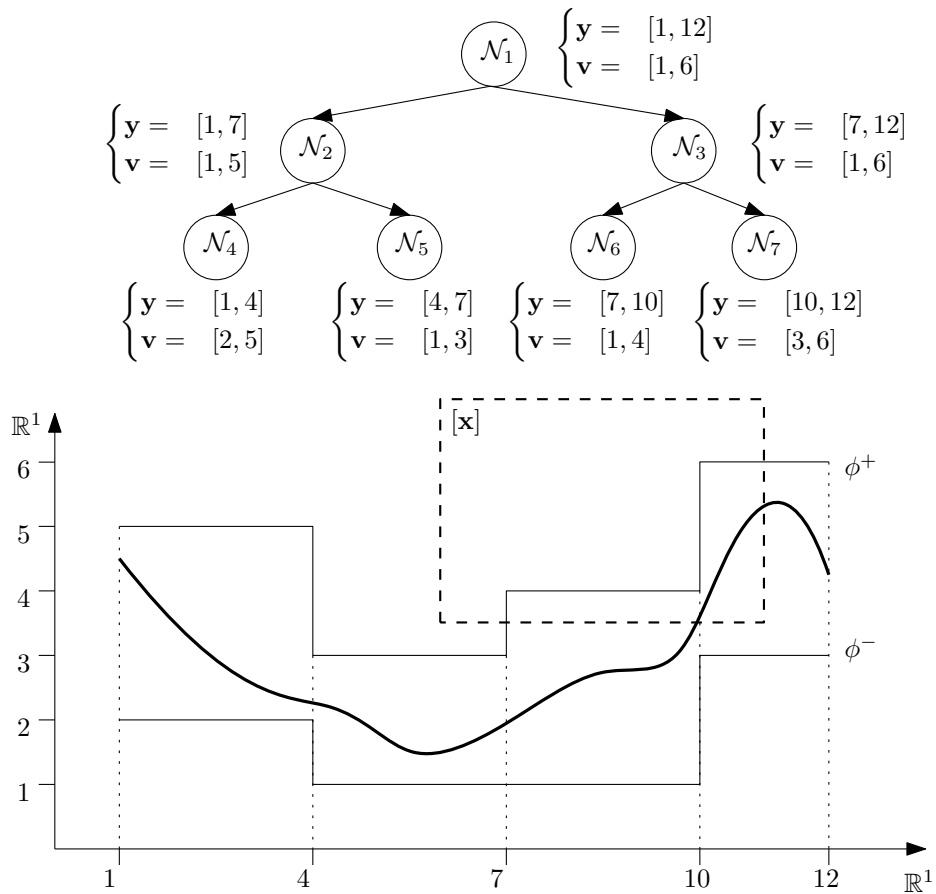 𝒩₁
y = [1, 12]
v = [1, 6]
y = [1, 7]
v = [1, 5]
𝒩₂
𝒩₃
y = [7, 12]
v = [1, 6]
𝒩₄
𝒩₅
𝒩₆
𝒩₇
y = [1, 4]
v = [2, 5]
y = [4, 7]
v = [1, 3]
y = [7, 10]
v = [1, 4]
y = [10, 12]
v = [3, 6]
ℝ¹
[x]
6
ϕ⁺
5
4
3
ϕ⁻
2
1
1 4 7 10 12 ℝ¹